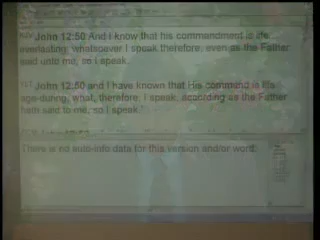 John 12:50 And I know that his commandment is life
everlasting: whatsoever I speak therefore, even as the Father
said unto me, so I speak.
John 12:50 and I have known that His command is life
age-during; what, therefore, I speak, according as the Father
hath said to me, so I speak.'
There is no auto-info data for this version and/or word.